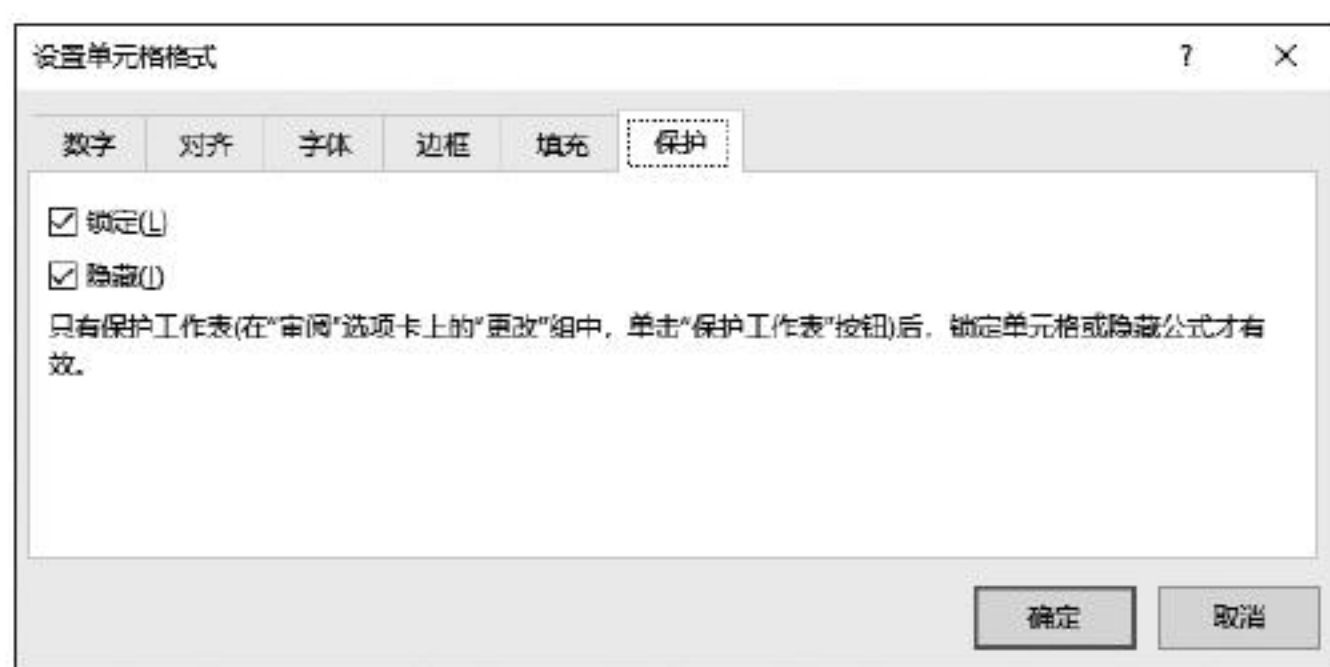 设置单元格格式 ? ×
数字 对齐 字体 边框 填充 保护
锁定(L)
隐藏(I)
只有保护工作表(在"审阅"选项卡上的"更改"组中，单击"保护工作表"按钮)后，锁定单元格或隐藏公式才有
效。
确定 取消